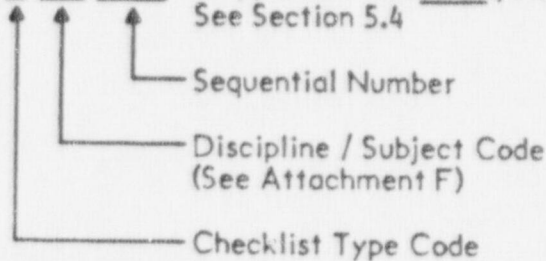 See Section 5.4
Sequential Number
Discipline / Subject Code
(See Attachment F)
Checklist Type Code